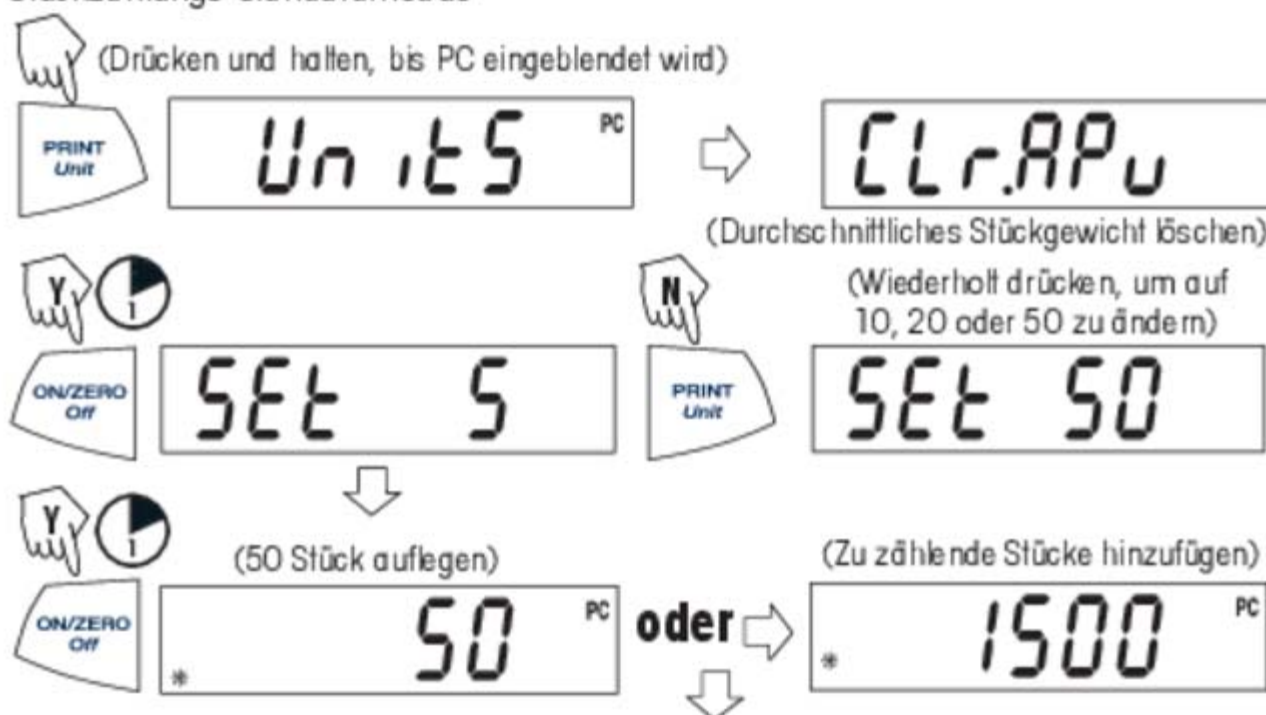 (Drücken und halten, bis PC eingeblendet wird)
PRINT
Unit
UnitS PC
CLr.APu
(Durchschnittliches Stückgewicht löschen)
Y
1
N
(Wiederholt drücken, um auf
10, 20 oder 50 zu ändern)
ON/ZERO
Off
SEt 5
PRINT
Unit
SEt 50
Y
1
(50 Stück auflegen)
(Zu zählende Stücke hinzufügen)
ON/ZERO
Off
* 50 PC
oder
* 1500 PC